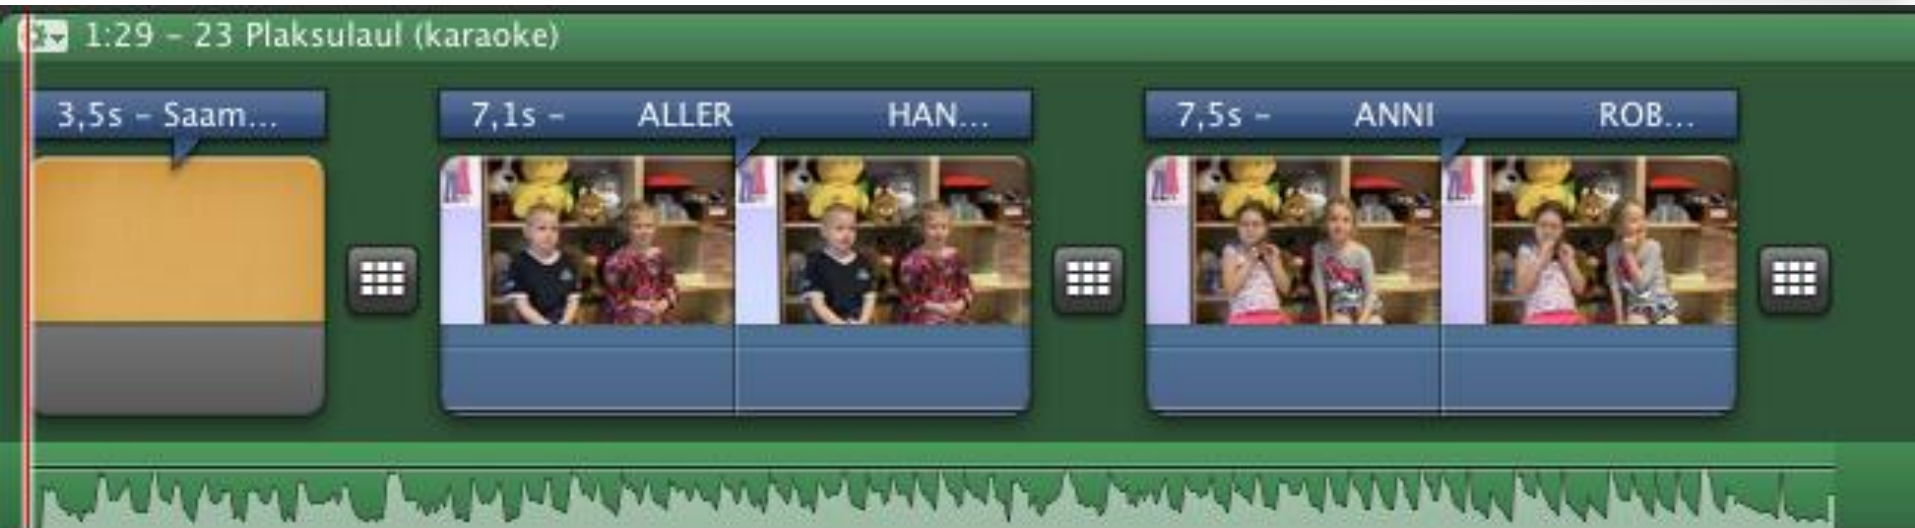 1:29 – 23 Plaksulaul (karaoke)
3,5s – Saam...
7,1s – ALLER HAN...
7,5s – ANNI ROB...